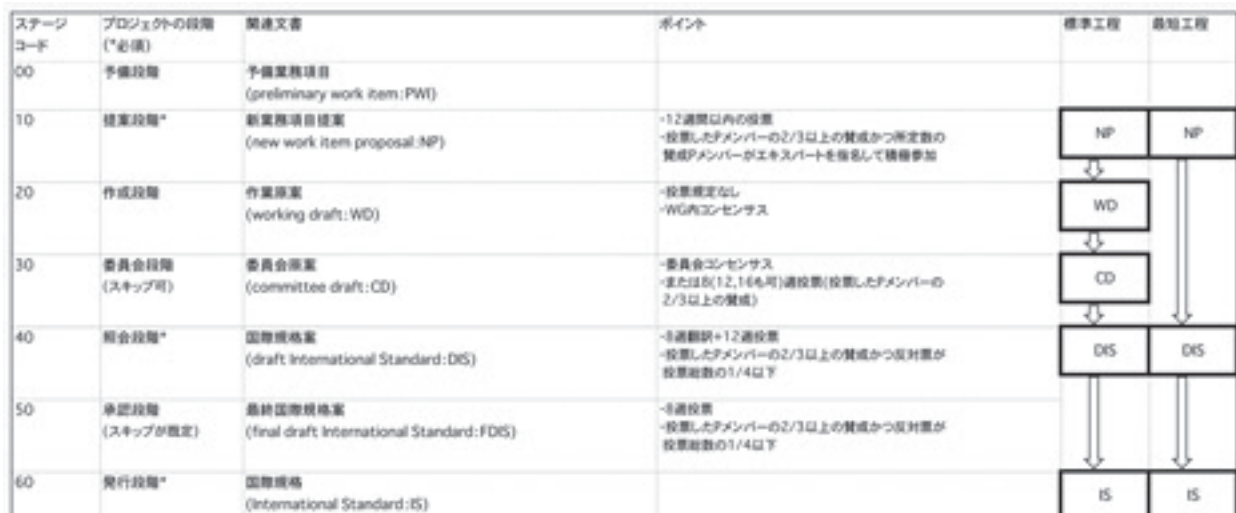 ステージ
コード
プロジェクトの段階
(*必須)
関連文書
ポイント
標準工程
最短工程
00
予備段階
予備業務項目
(preliminary work item:PWI)
10
提案段階*
新業務項目提案
(new work item proposal:NP)
-12週間以内の投票
-投票したPメンバーの2/3以上の賛成かつ所定数の
賛成Pメンバーがエキスパートを指名して積極参加
NP
NP
20
作成段階
作業原案
(working draft:WD)
-投票規定なし
-WG内コンセンサス
WD
30
委員会段階
(スキップ可)
委員会原案
(committee draft:CD)
-委員会コンセンサス
-または8(12,16も可)週投票(投票したPメンバーの
2/3以上の賛成)
CD
40
照会段階*
国際規格案
(draft International Standard:DIS)
-8週翻訳+12週投票
-投票したPメンバーの2/3以上の賛成かつ反対票が
投票総数の1/4以下
DIS
DIS
50
承認段階
(スキップが既定)
最終国際規格案
(final draft International Standard:FDIS)
-8週投票
-投票したPメンバーの2/3以上の賛成かつ反対票が
投票総数の1/4以下
60
発行段階*
国際規格
(International Standard:IS)
IS
IS